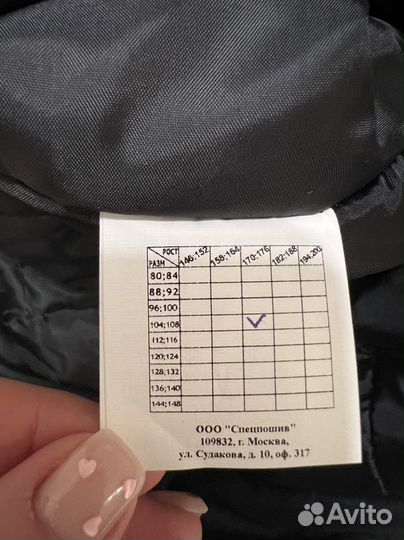 РОСТ 146;152 158;164 170;176 182;188 194;200
РАЗМ
80;84
88;92
96;100
104;108
112;116
120;124
128;132
136;140
144;148
ООО "Спецпошив"
109832, г. Москва,
ул. Судакова, д. 10, оф. 317
Avito